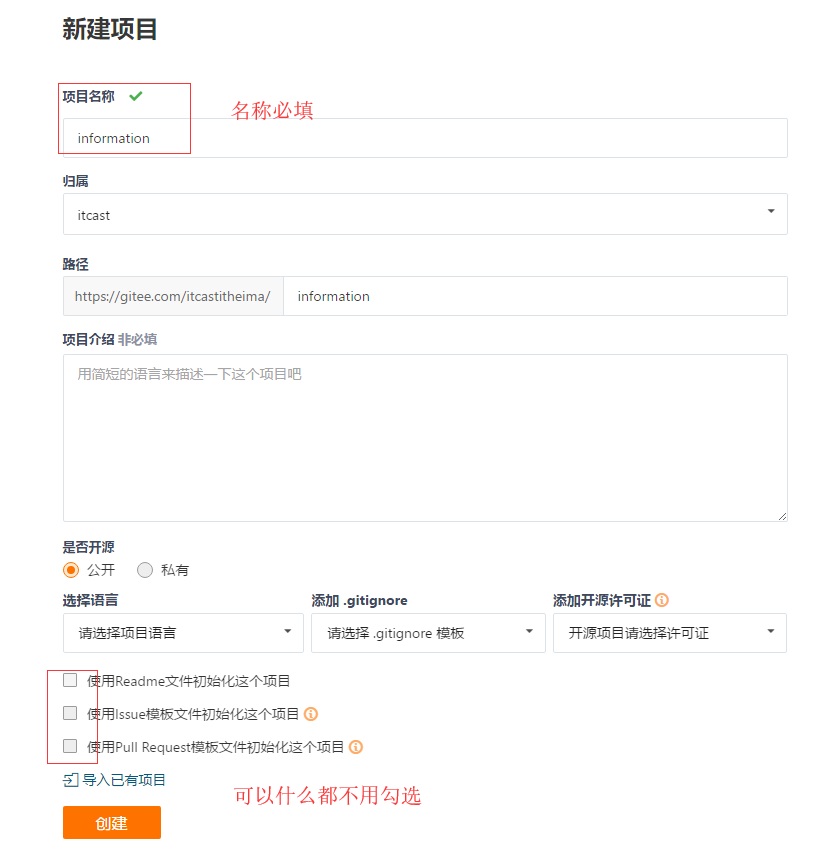 新建项目
项目名称
名称必填
information
归属
itcast
路径
https://gitee.com/itcastitheima/ information
项目介绍 非必填
用简短的语言来描述一下这个项目吧
是否开源
公开 私有
选择语言 添加 .gitignore 添加开源许可证
请选择项目语言 请选择 .gitignore 模板 开源项目请选择许可证
使用Readme文件初始化这个项目
使用Issue模板文件初始化这个项目
使用Pull Request模板文件初始化这个项目
导入已有项目
可以什么都不用勾选
创建